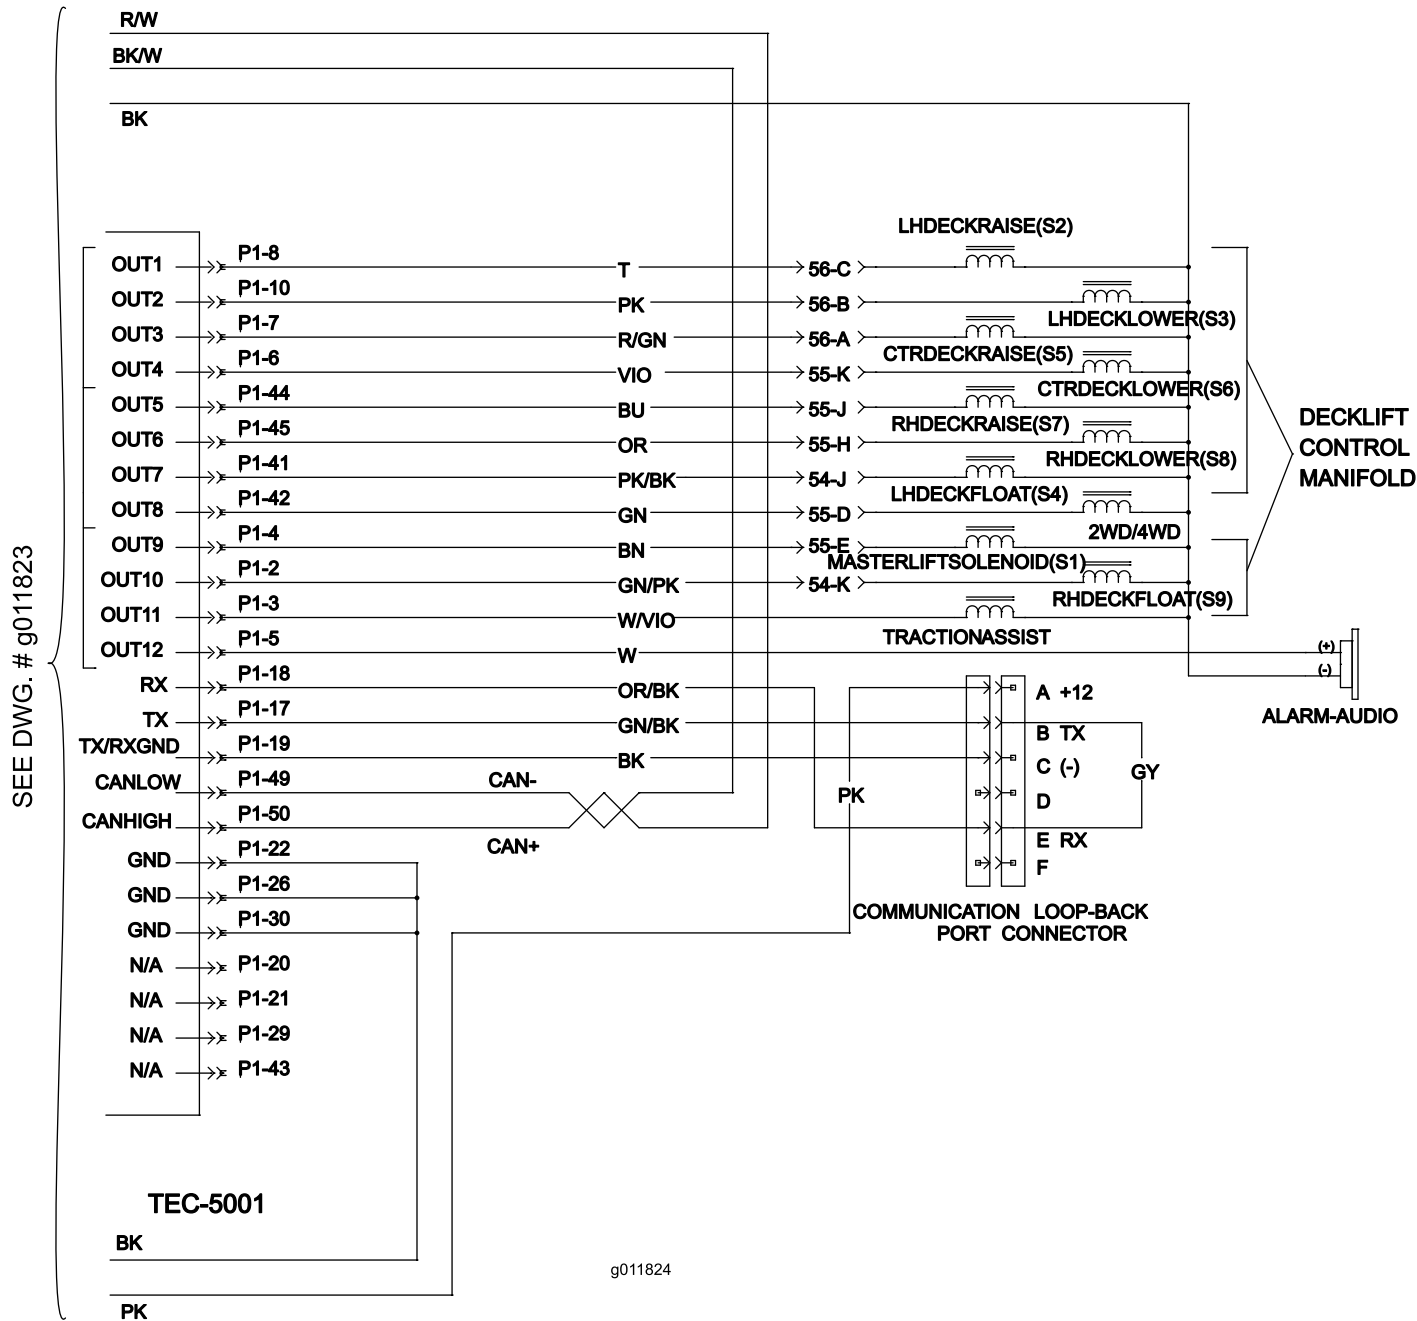 R/W
BK/W
BK
SEE DWG. # g011823
LHDECKRAISE(S2)
OUT1 P1-8 T 56-C
OUT2 P1-10 PK 56-B
LHDECKLOWER(S3)
OUT3 P1-7 R/GN 56-A
CTRDECKRAISE(S5)
OUT4 P1-6 VIO 55-K
CTRDECKLOWER(S6)
OUT5 P1-44 BU 55-J
RHDECKRAISE(S7)
OUT6 P1-45 OR 55-H
RHDECKLOWER(S8)
OUT7 P1-41 PK/BK 54-J
LHDECKFLOAT(S4)
OUT8 P1-42 GN 55-D
2WD/4WD
OUT9 P1-4 BN 55-E
MASTERLIFTSOLENOID(S1)
OUT10 P1-2 GN/PK 54-K
RHDECKFLOAT(S9)
OUT11 P1-3 W/VIO
TRACTIONASSIST
OUT12 P1-5 W (+)
(-)
DECKLIFT
CONTROL
MANIFOLD
ALARM-AUDIO
RX P1-18 OR/BK A +12
TX P1-17 GN/BK B TX
TX/RXGND P1-19 BK C (-)
GY
CANLOW P1-49 CAN- PK D
CANHIGH P1-50 CAN+ E RX
GND P1-22 F
GND P1-26
COMMUNICATION LOOP-BACK
PORT CONNECTOR
GND P1-30
N/A P1-20
N/A P1-21
N/A P1-29
N/A P1-43
TEC-5001
BK
g011824
PK